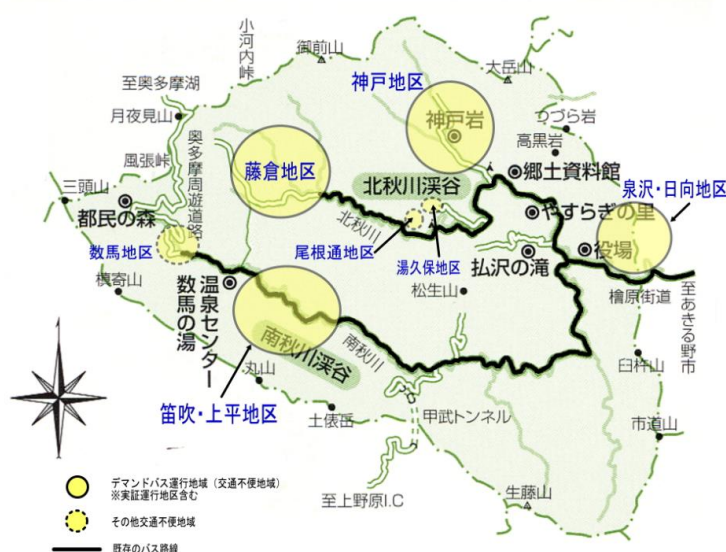 小河内峠
御前山
大岳山
至奥多摩湖
月夜見山
神戸地区
神戸岩
つづら岩
高黒岩
風張峠
奥多摩周遊道路
藤倉地区
郷土資料館
三頭山
北秋川渓谷
泉沢・日向地区
都民の森
やすらぎの里
北秋川
数馬地区
尾根通地区
湯久保地区
役場
払沢の滝
槙寄山
温泉センター
数馬の湯
松生山
檜原街道
至あきる野市
南秋川渓谷
南秋川
丸山
臼杵山
笛吹・上平地区
土俵岳
甲武トンネル
市道山
至上野原I.C
生藤山
デマンドバス運行地域（交通不便地域）
※実証運行地区含む
その他交通不便地域
既存のバス路線